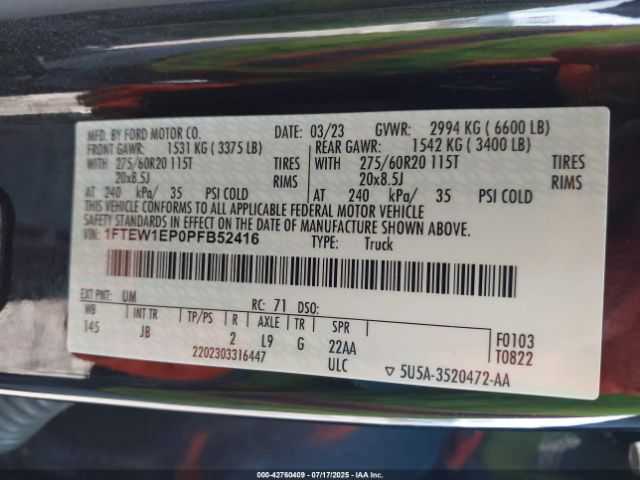 MFD. BY FORD MOTOR CO. DATE: 03/23 GVWR: 2994 KG ( 6600 LB)
FRONT GAWR: 1531 KG ( 3375 LB) REAR GAWR: 1542 KG ( 3400 LB)
WITH 275/60R20 115T TIRES WITH 275/60R20 115T TIRES
20x8.5J RIMS 20x8.5J RIMS
AT 240 kPa/ 35 PSI COLD AT 240 kPa/ 35 PSI COLD
THIS VEHICLE CONFORMS TO ALL APPLICABLE FEDERAL MOTOR VEHICLE
SAFETY STANDARDS IN EFFECT ON THE DATE OF MANUFACTURE SHOWN ABOVE.
VIN: 1FTEW1EP0PFB52416 TYPE: Truck
EXT PNT: UM RC: 71 DSO:
WB INT TR TP/PS R AXLE TR SPR
145 JB 2 L9 G 22AA
2202303316447 ULC
F0103
T0822
5U5A-3520472-AA
000-42760409 - 07/17/2025 - COPYRIGHT IAA, LLC.